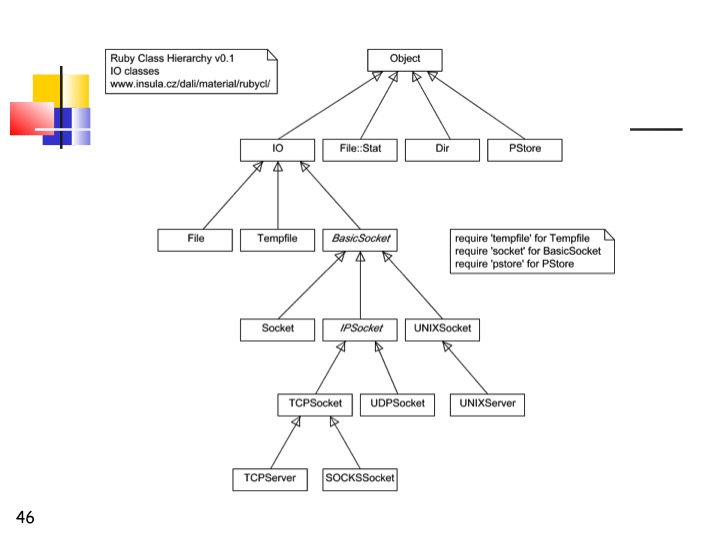 Ruby Class Hierarchy v0.1
IO classes
www.insula.cz/dali/material/rubycl/
Object
IO
File::Stat
Dir
PStore
File
Tempfile
BasicSocket
require 'tempfile' for Tempfile
require 'socket' for BasicSocket
require 'pstore' for PStore
Socket
IPSocket
UNIXSocket
TCPSocket
UDPSocket
UNIXServer
TCPServer
SOCKSSocket
46